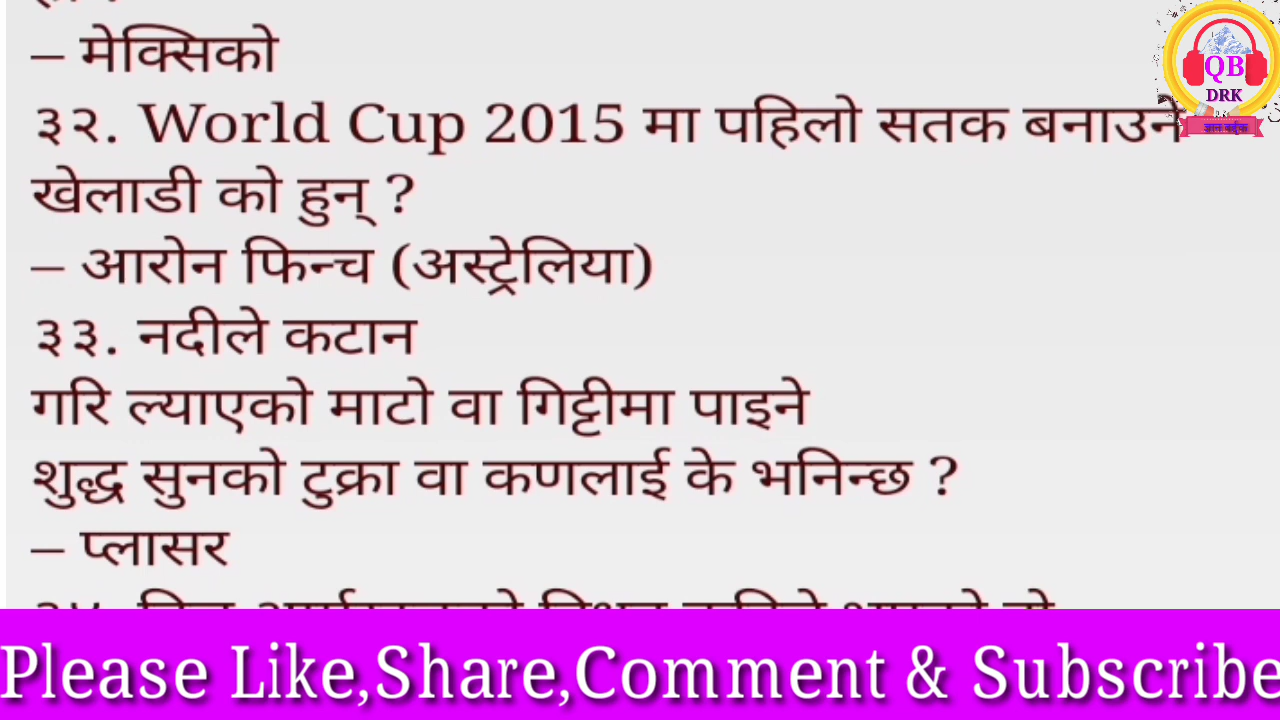 – मेक्सिको
३२. World Cup 2015 मा पहिलो सतक बनाउने
खेलाडी को हुन् ?
– आरोन फिन्च (अस्ट्रेलिया)
३३. नदीले कटान
गरि ल्याएको माटो वा गिट्टीमा पाइने
शुद्ध सुनको टुक्रा वा कणलाई के भनिन्छ ?
– प्लासर
QB
DRK
Please Like,Share,Comment & Subscribe